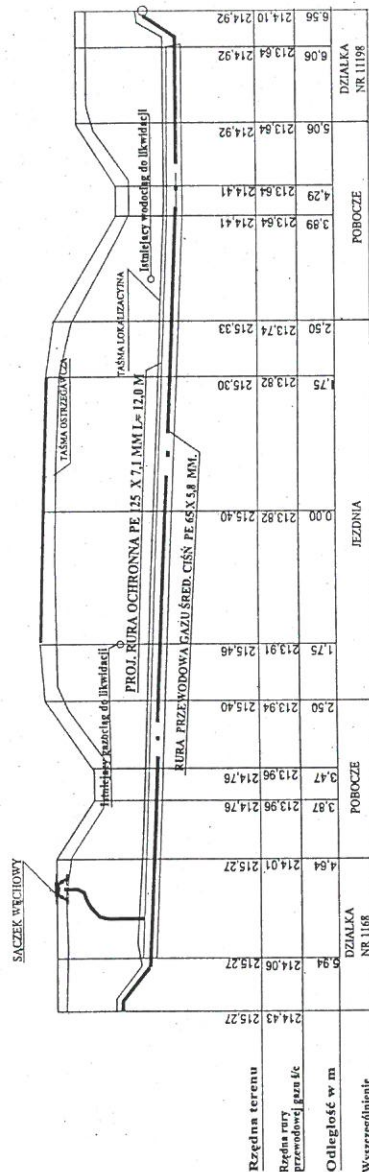 SĄCZEK WĘCHOWY
TAŚMA OSTRZEGAWCZA
Istniejący gazociąg do likwidacji
TAŚMA LOKALIZACYJNA
Istniejący wodociąg do likwidacji
PROJ. RURA OCHRONNA PE 125 X 7,1 MM L= 12,0 M
RURA PRZEWODOWA GAZU ŚRED. CIŚN PE 65X 5,8 MM.
Rzędna terenu 215,27 215,27 215,27 214,76 214,76 215,40 215,46 215,40 215,30 215,33 214,41 214,41 214,92 214,92 214,92
Rzędna rury
przewodowej gazu ś/c 214,43 214,06 214,01 213,96 213,96 213,94 213,91 213,82 213,82 213,74 213,64 213,64 213,64 213,64 214,10
Odległość w m 5,94 4,64 3,87 3,47 2,50 1,75 0.00 1,75 2,50 3,89 4,29 5,06 6,06 6,56
Wyszczególnienie DZIAŁKA NR 1168 POBOCZE JEZDNIA POBOCZE DZIAŁKA NR 11198